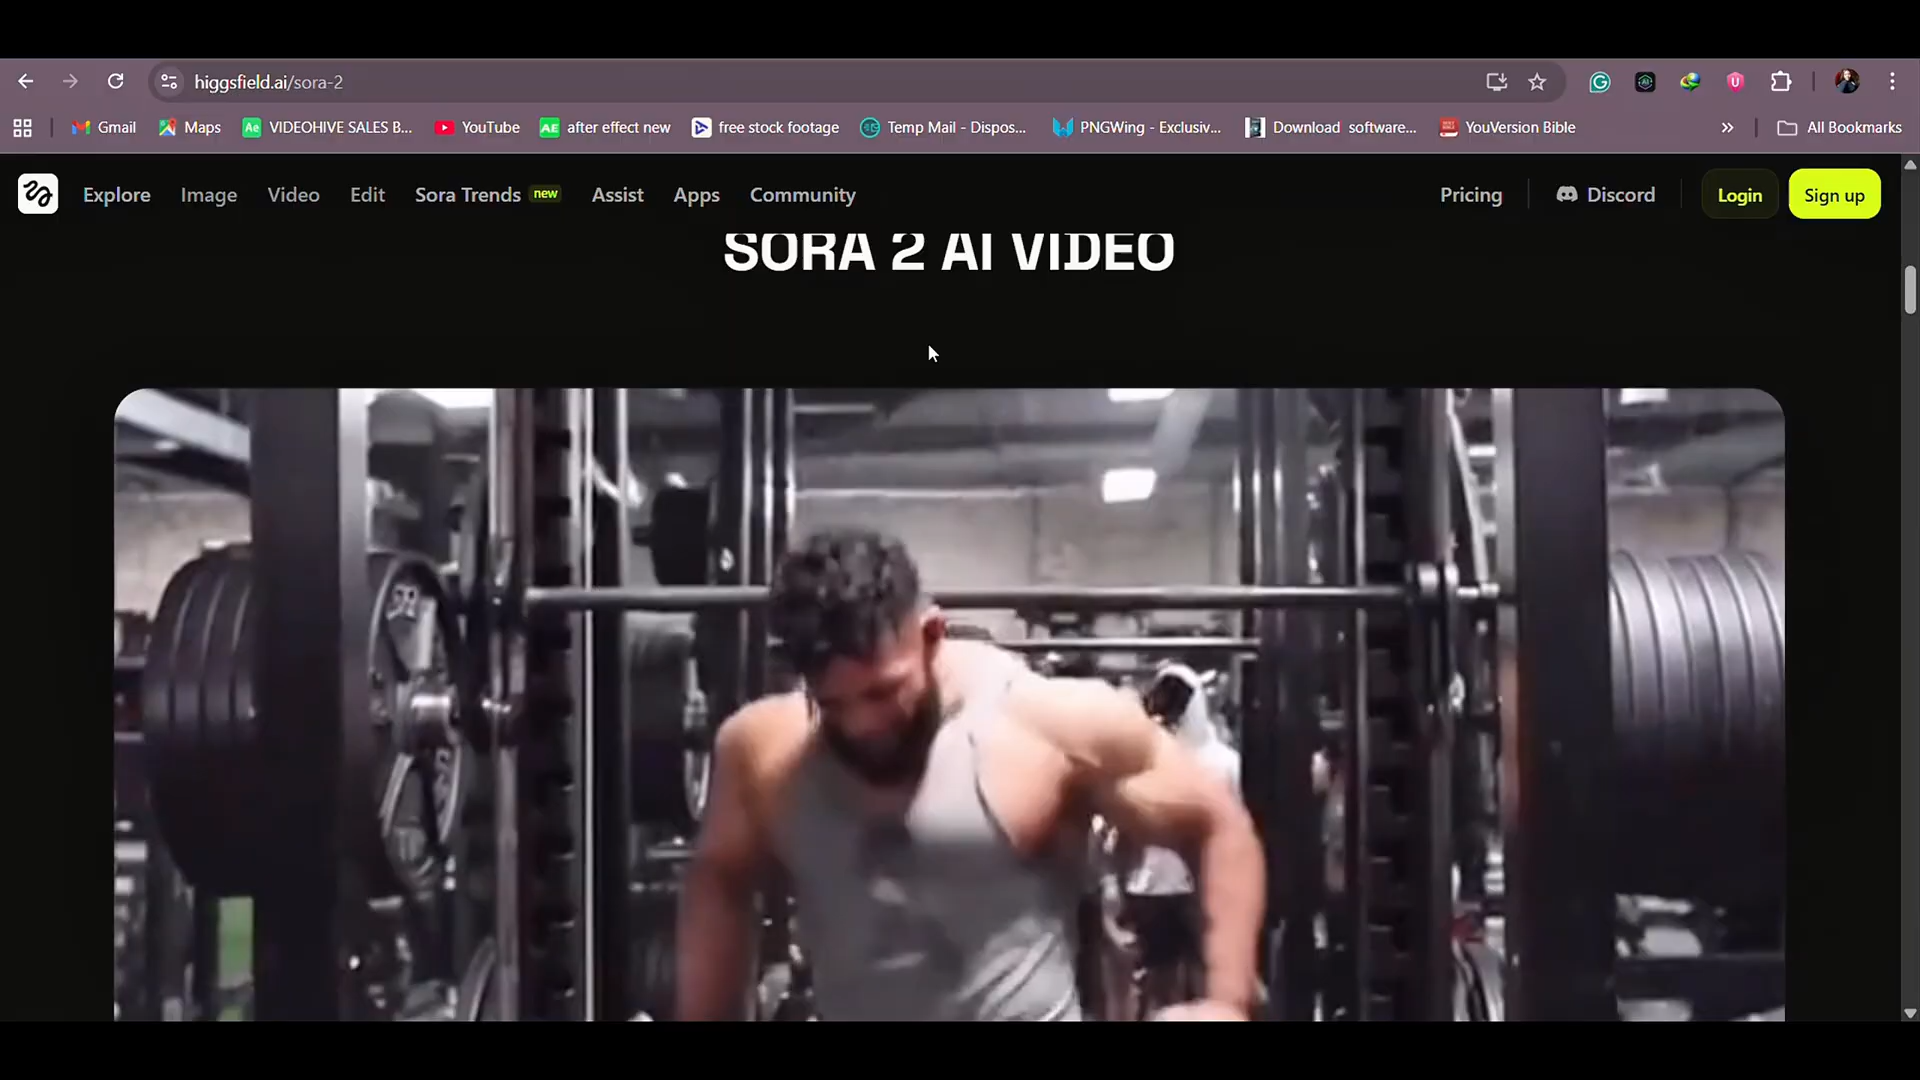 higgsfield.ai/sora-2
Gmail
Maps
VIDEOHIVE SALES B...
YouTube
after effect new
free stock footage
Temp Mail - Dispos...
PNGWing - Exclusiv...
Download software...
YouVersion Bible
All Bookmarks
Explore
Image
Video
Edit
Sora Trends new
Assist
Apps
Community
Pricing
Discord
Login
Sign up
SORA 2 AI VIDEO